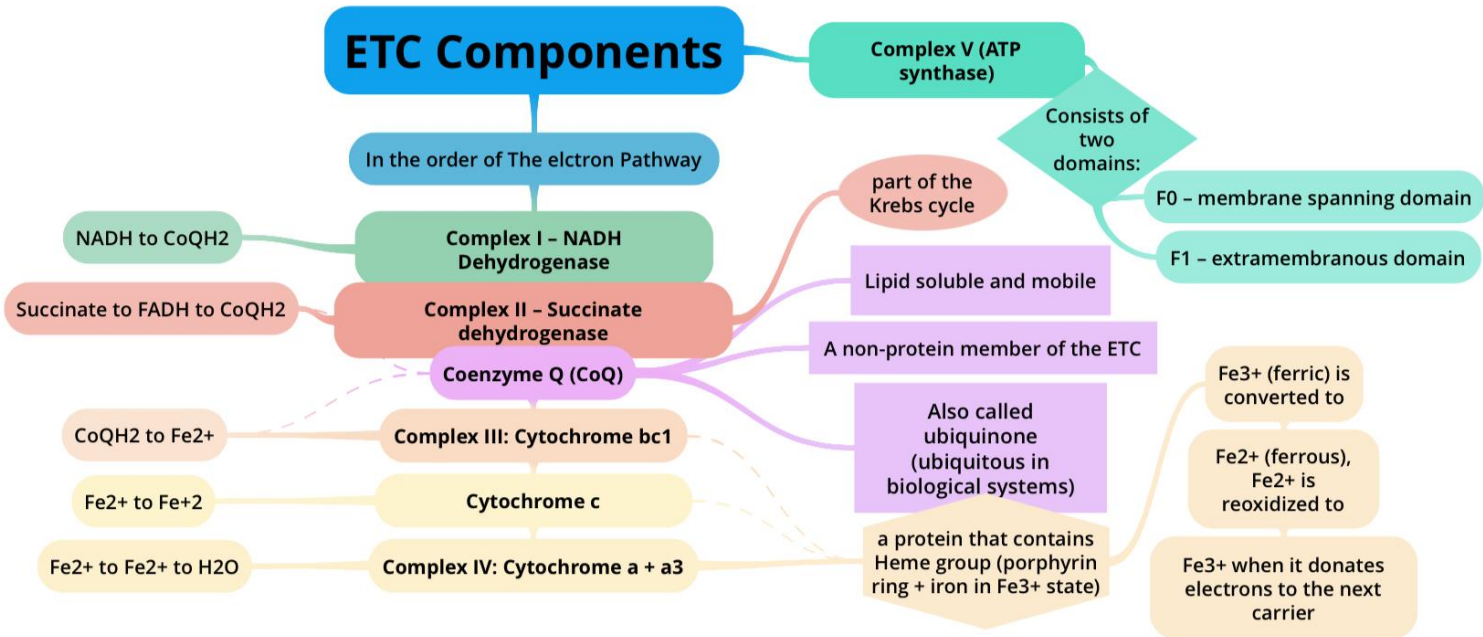 ETC Components
Complex V (ATP
synthase)
Consists of
two
domains:
F0 – membrane spanning domain
F1 – extramembranous domain
In the order of The elctron Pathway
NADH to CoQH2
Complex I – NADH
Dehydrogenase
Succinate to FADH to CoQH2
Complex II – Succinate
dehydrogenase
part of the
Krebs cycle
Coenzyme Q (CoQ)
Lipid soluble and mobile
A non-protein member of the ETC
Also called
ubiquinone
(ubiquitous in
biological systems)
CoQH2 to Fe2+
Complex III: Cytochrome bc1
Fe2+ to Fe+2
Cytochrome c
Fe2+ to Fe2+ to H2O
Complex IV: Cytochrome a + a3
a protein that contains
Heme group (porphyrin
ring + iron in Fe3+ state)
Fe3+ (ferric) is
converted to
Fe2+ (ferrous),
Fe2+ is
reoxidized to
Fe3+ when it donates
electrons to the next
carrier